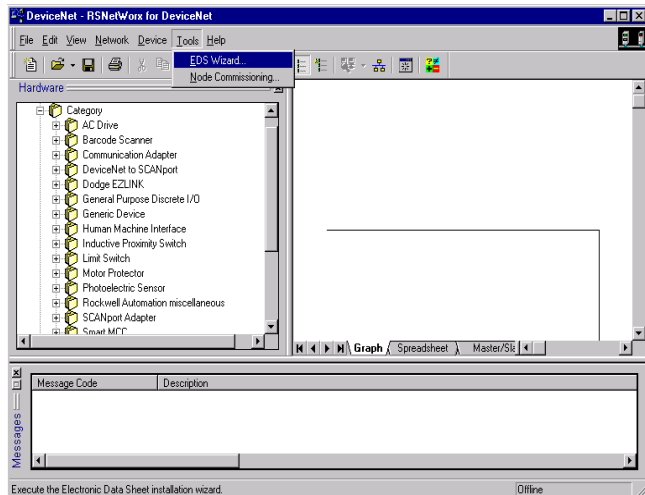 DeviceNet - RSNetWorx for DeviceNet
File Edit View Network Device Tools Help
EDS Wizard...
Node Commissioning...
Hardware
Category
AC Drive
Barcode Scanner
Communication Adapter
DeviceNet to SCANport
Dodge EZLINK
General Purpose Discrete I/O
Generic Device
Human Machine Interface
Inductive Proximity Switch
Limit Switch
Motor Protector
Photoelectric Sensor
Rockwell Automation miscellaneous
SCANport Adapter
Smart MCC
Graph Spreadsheet Master/Sla
Message Code Description
Messages
Execute the Electronic Data Sheet installation wizard. Offline